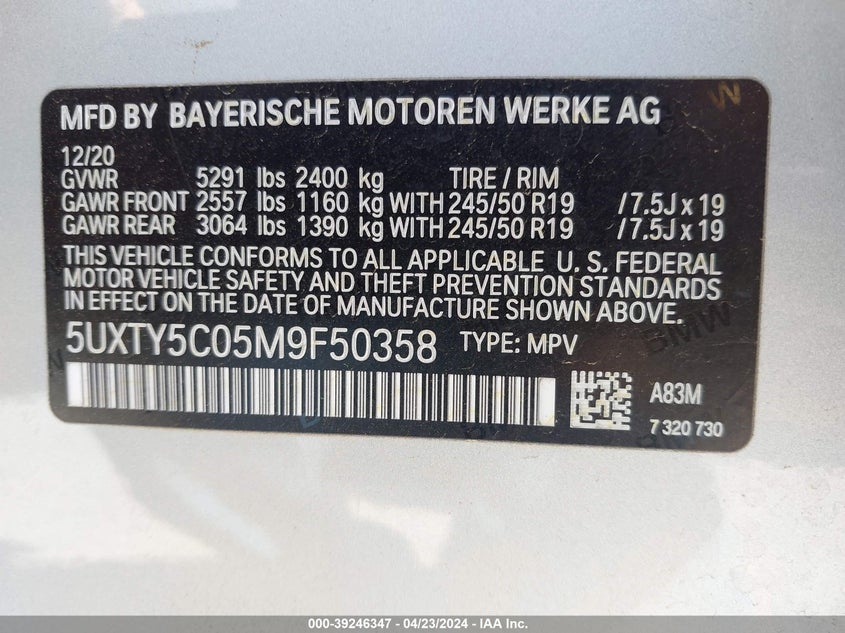 MFD BY BAYERISCHE MOTOREN WERKE AG
12/20
GVWR 5291 lbs 2400 kg TIRE / RIM
GAWR FRONT 2557 lbs 1160 kg WITH 245/50 R19 /7.5J x 19
GAWR REAR 3064 lbs 1390 kg WITH 245/50 R19 /7.5J x 19
THIS VEHICLE CONFORMS TO ALL APPLICABLE U. S. FEDERAL
MOTOR VEHICLE SAFETY AND THEFT PREVENTION STANDARDS
IN EFFECT ON THE DATE OF MANUFACTURE SHOWN ABOVE.
5UXTY5C05M9F50358 TYPE: MPV
A83M
7 320 730
BMW
000-39246347 / 04/23/2024 - IAA Inc.